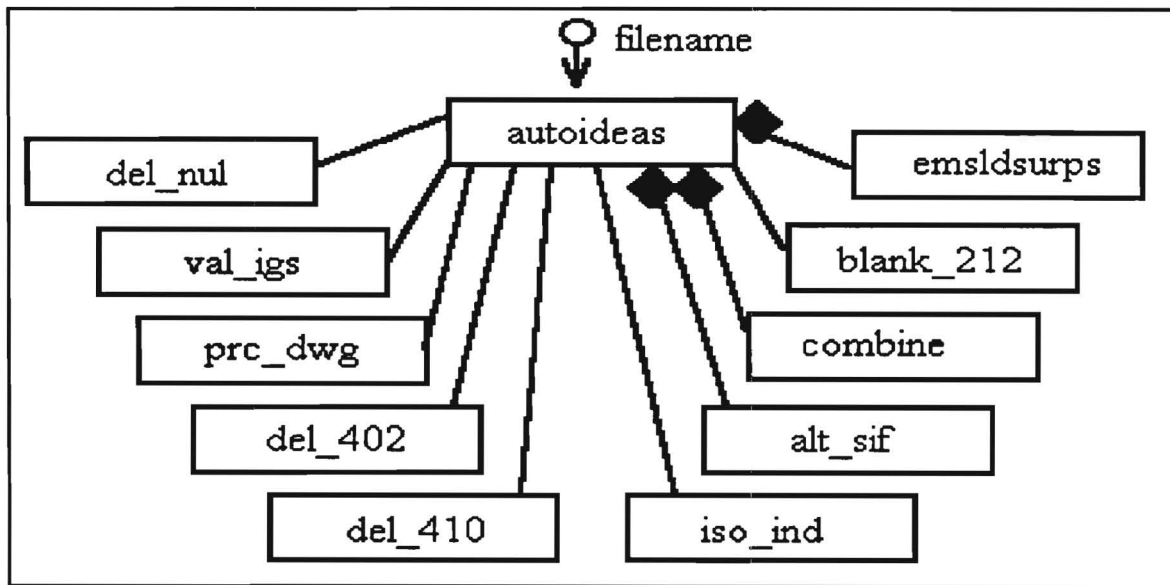 filename
autoideas
del_nul
emsldsurps
val_igs
blank_212
prc_dwg
combine
del_402
alt_sif
del_410
iso_ind